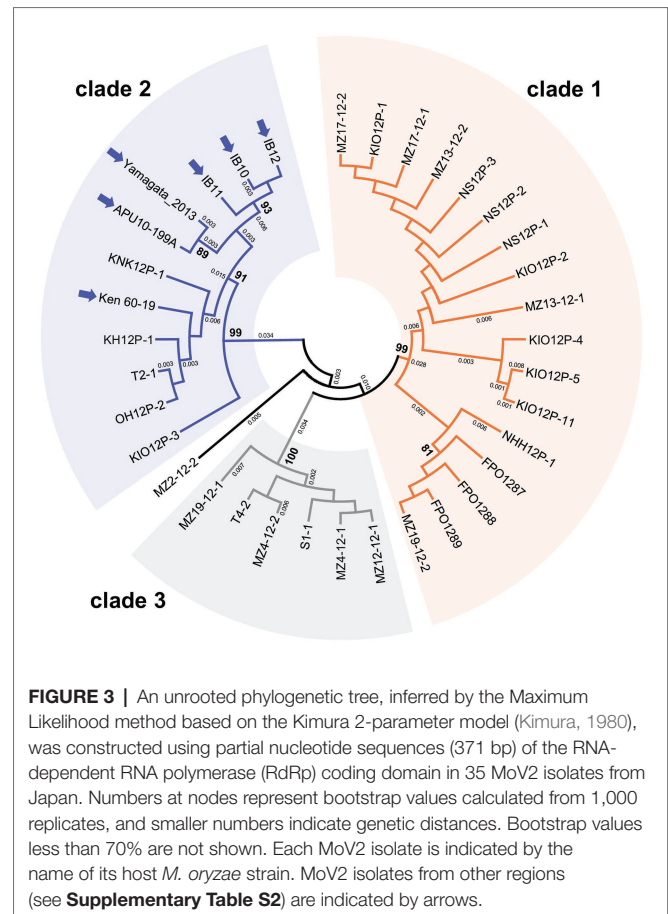 clade 2
clade 1
IB12
IB10
IB11
Yamagata_2013
APU10-199A
KNK12P-1
Ken 60-19
KH12P-1
T2-1
OH12P-2
KIO12P-3
MZ2-12-2
MZ17-12-2
KIO12P-1
MZ17-12-1
MZ13-12-2
NS12P-3
NS12P-2
NS12P-1
KIO12P-2
MZ13-12-1
KIO12P-4
KIO12P-5
KIO12P-11
NHH12P-1
FPO1287
FPO1288
FPO1289
MZ19-12-2
MZ19-12-1
T4-2
MZ4-12-2
S1-1
MZ4-12-1
MZ12-12-1
clade 3
0.003
93
0.006
0.003
0.003
0.003
89
0.015
91
0.006
0.003
0.003
99
0.034
0.003
0.010
0.005
0.034
100
0.007
0.002
0.006
99
0.006
0.028
0.006
0.003
0.008
0.001
0.001
0.002
0.006
81
FIGURE 3 | An unrooted phylogenetic tree, inferred by the Maximum
Likelihood method based on the Kimura 2-parameter model (Kimura, 1980),
was constructed using partial nucleotide sequences (371 bp) of the RNA-
dependent RNA polymerase (RdRp) coding domain in 35 MoV2 isolates from
Japan. Numbers at nodes represent bootstrap values calculated from 1,000
replicates, and smaller numbers indicate genetic distances. Bootstrap values
less than 70% are not shown. Each MoV2 isolate is indicated by the
name of its host M. oryzae strain. MoV2 isolates from other regions
(see Supplementary Table S2) are indicated by arrows.